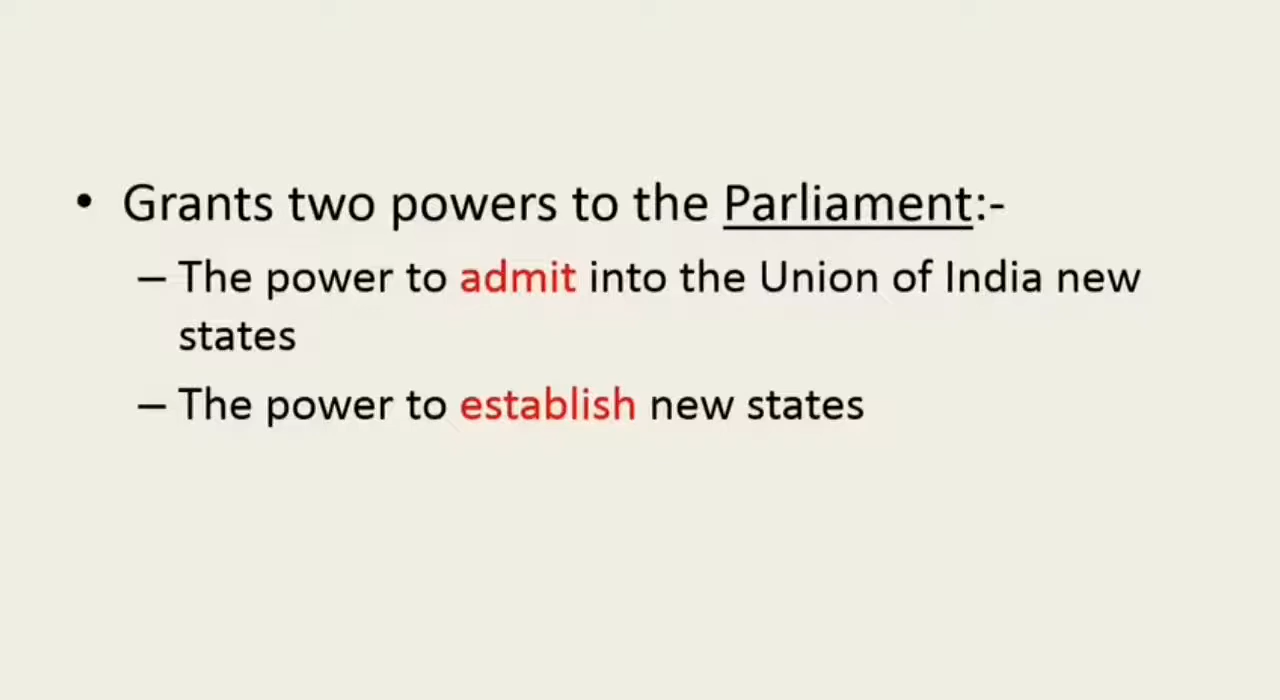 • Grants two powers to the Parliament:-
– The power to admit into the Union of India new
states
– The power to establish new states